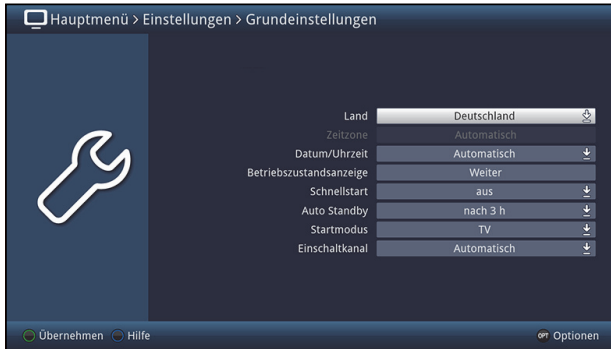 Hauptmenü > Einstellungen > Grundeinstellungen
Land Deutschland
Zeitzone Automatisch
Datum/Uhrzeit Automatisch
Betriebszustandsanzeige Weiter
Schnellstart aus
Auto Standby nach 3 h
Startmodus TV
Einschaltkanal Automatisch
Übernehmen Hilfe OPT Optionen